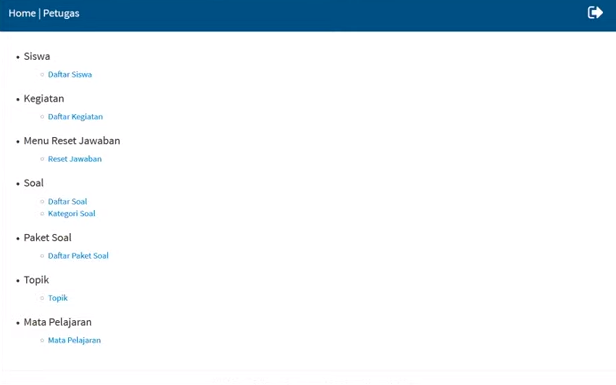 Home | Petugas
Siswa
Daftar Siswa
Kegiatan
Daftar Kegiatan
Menu Reset Jawaban
Reset Jawaban
Soal
Daftar Soal
Kategori Soal
Paket Soal
Daftar Paket Soal
Topik
Topik
Mata Pelajaran
Mata Pelajaran